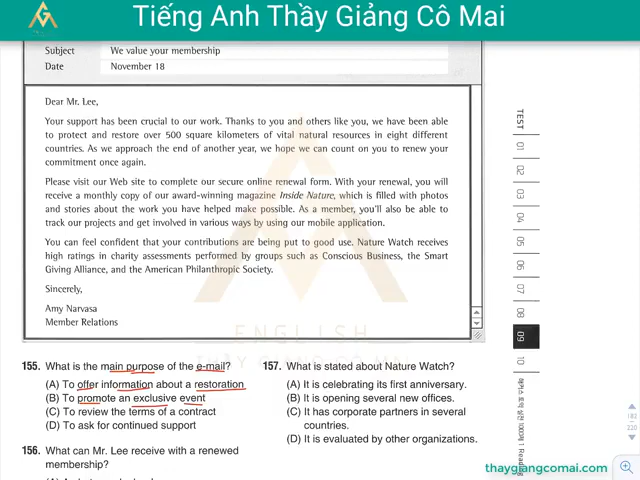 Tiếng Anh Thầy Giảng Cô Mai
Subject We value your membership
Date November 18
Dear Mr. Lee,
Your support has been crucial to our work. Thanks to you and others like you, we have been able
to protect and restore over 500 square kilometers of vital natural resources in eight different
countries. As we approach the end of another year, we hope we can count on you to renew your
commitment once again.
Please visit our Web site to complete our secure online renewal form. With your renewal, you will
receive a monthly copy of our award-winning magazine Inside Nature, which is filled with photos
and stories about the work you have helped make possible. As a member, you'll also be able to
track our projects and get involved in various ways by using our mobile application.
You can feel confident that your contributions are being put to good use. Nature Watch receives
high ratings in charity assessments performed by groups such as Conscious Business, the Smart
Giving Alliance, and the American Philanthropic Society.
Sincerely,
Amy Narvasa
Member Relations
ENGLISH
THẦY GIẢNG CÔ MAI
155. What is the main purpose of the e-mail?
(A) To offer information about a restoration
(B) To promote an exclusive event
(C) To review the terms of a contract
(D) To ask for continued support
156. What can Mr. Lee receive with a renewed
membership?
157. What is stated about Nature Watch?
(A) It is celebrating its first anniversary.
(B) It is opening several new offices.
(C) It has corporate partners in several
countries.
(D) It is evaluated by other organizations.
TEST
01
02
03
04
05
06
07
08
09
10
182
220
thaygiangcomai.com